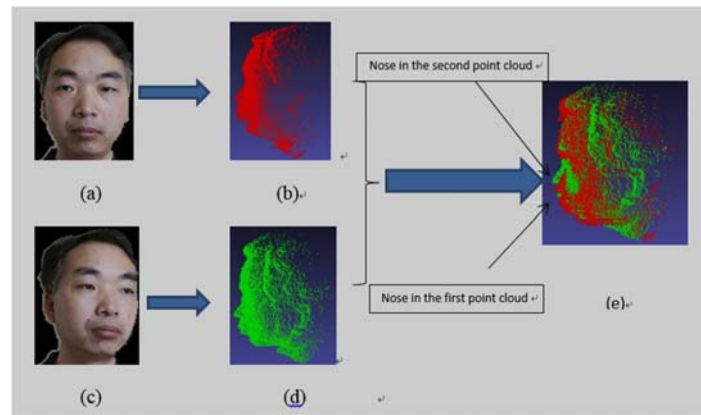 Nose in the second point cloud
(a)
(b)
Nose in the first point cloud
(e)
(c)
(d)